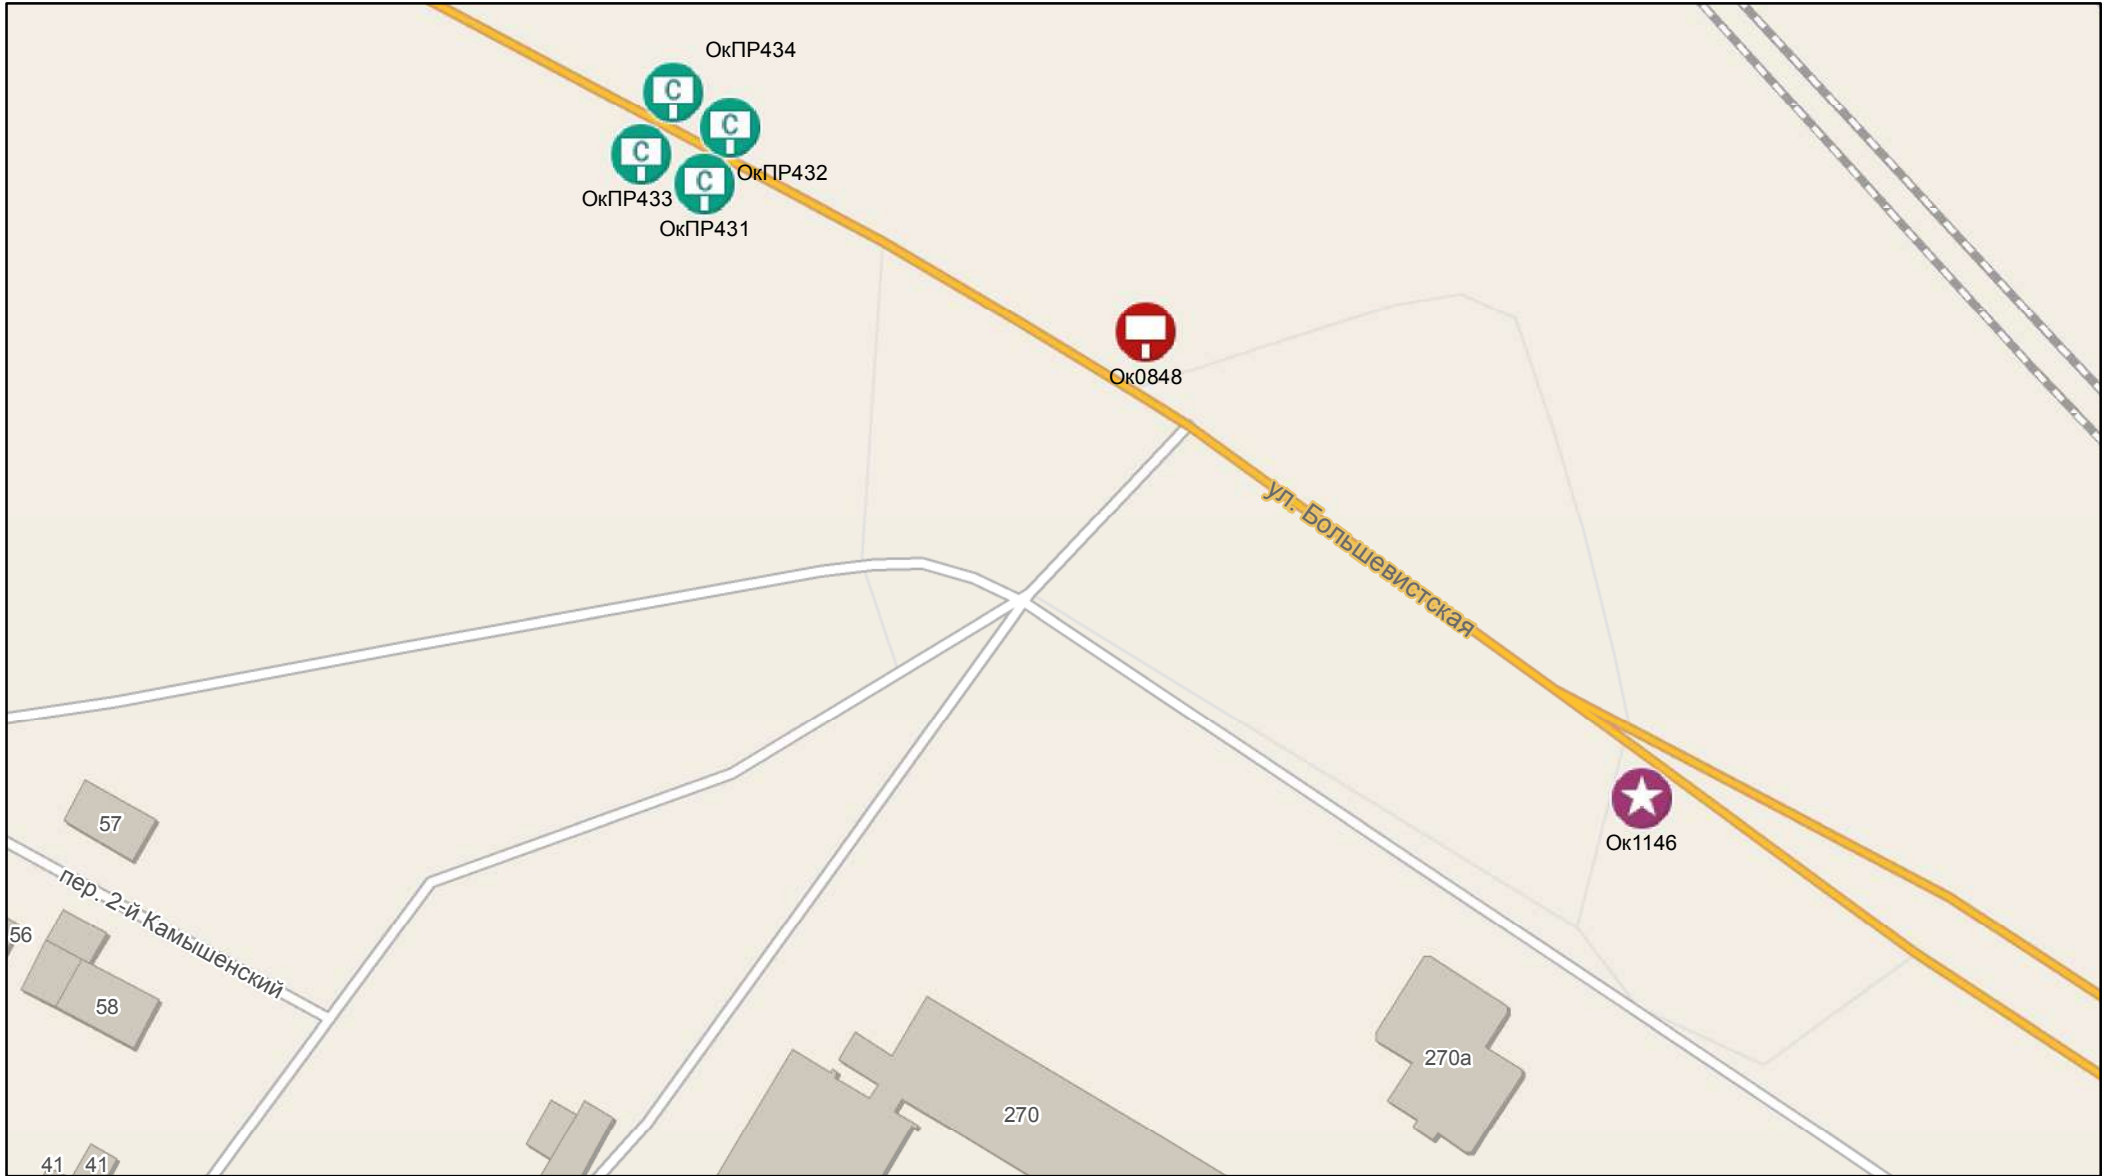 ОкПР434
С
С
С
С
ОкПР432
ОкПР433
ОкПР431
Ок0848
ул. Большевистская
Ок1146
57
пер. 2-й Камышенский
56
58
270а
270
41
41